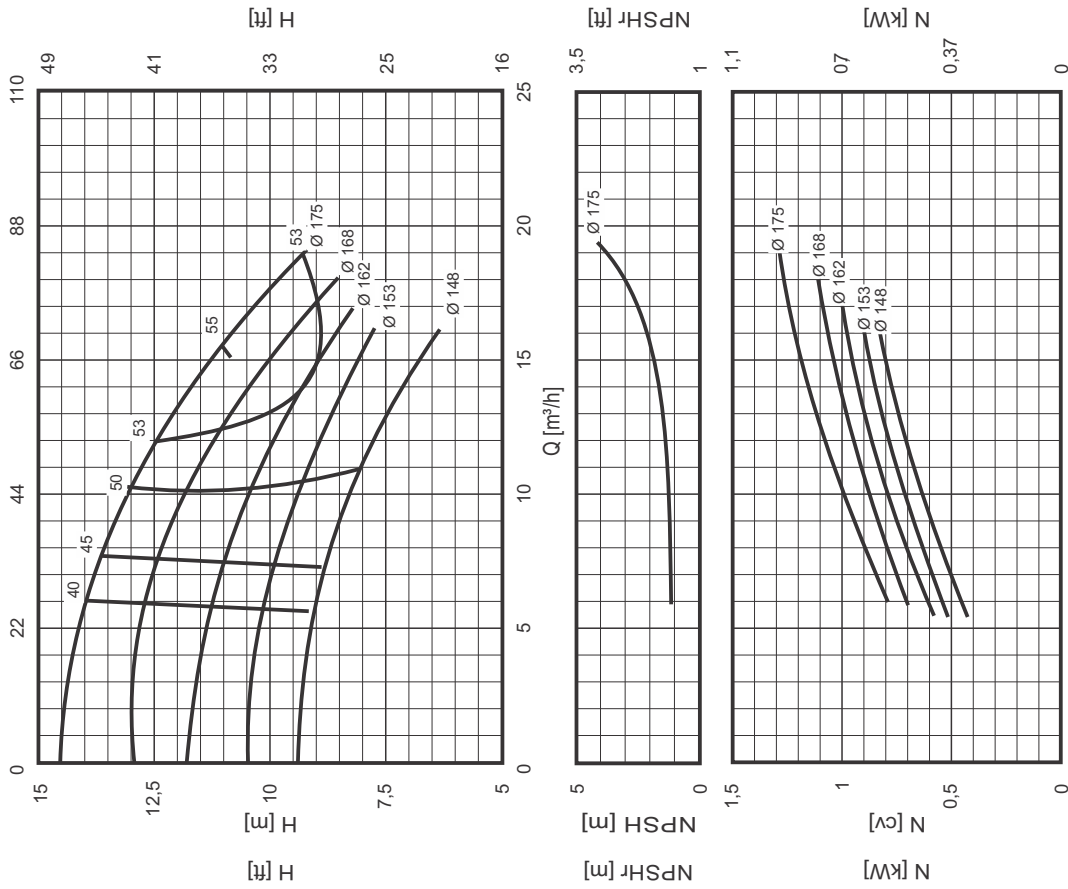 0
22
44
66
88
110
15
12,5
10
7,5
5
H [m]
H [ft]
49
41
33
25
16
H [ft]
40
45
50
53
55
53
Ø 175
Ø 168
Ø 162
Ø 153
Ø 148
0
5
10
15
20
25
Q [m³/h]
5
1
NPSH [m]
NPSHr [m]
3,5
1
NPSHr [ft]
Ø 175
1,5
1
0,5
0
N [cv]
N [kW]
1,1
07
0,37
0
N [kW]
Ø 175
Ø 168
Ø 162
Ø 153
Ø 148